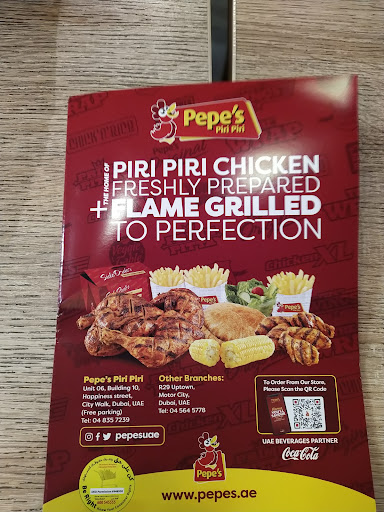 Pepe's
Piri Piri
THE HOME OF
PIRI PIRI CHICKEN
FRESHLY PREPARED
+FLAME GRILLED
TO PERFECTION
Pepe's
Pepe's Piri Piri
Unit 06, Building 10,
Happiness street,
City Walk, Dubai, UAE
(Free parking)
Tel: 04 835 7239
Other Branches:
R29 Uptown,
Motor City,
Dubai, UAE
Tel: 04 564 5778
To Order From Our Store,
Please Scan the QR Code
pepesuae
UAE BEVERAGES PARTNER
Coca-Cola
Pepe's
www.pepes.ae
Be Right